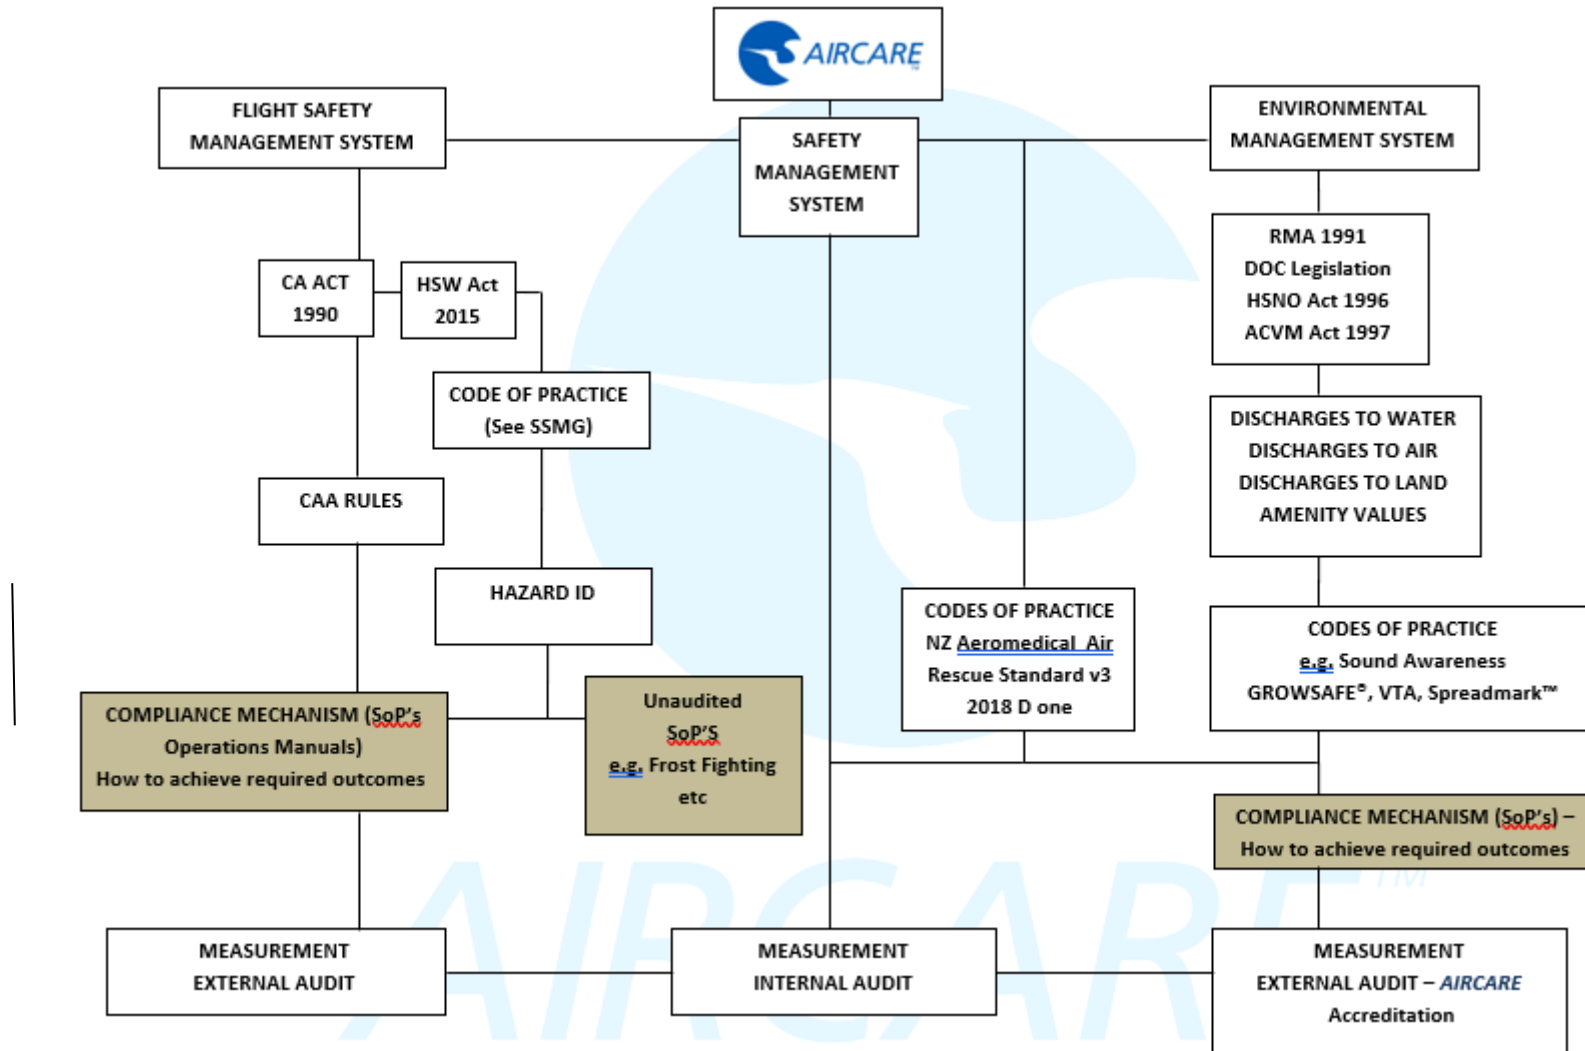 AIRCARE
TM
FLIGHT SAFETY
MANAGEMENT SYSTEM
SAFETY
MANAGEMENT
SYSTEM
ENVIRONMENTAL
MANAGEMENT SYSTEM
CA ACT
1990
HSW Act
2015
RMA 1991
DOC Legislation
HSNO Act 1996
ACVM Act 1997
CODE OF PRACTICE
(See SSMG)
DISCHARGES TO WATER
DISCHARGES TO AIR
DISCHARGES TO LAND
AMENITY VALUES
CAA RULES
HAZARD ID
CODES OF PRACTICE
NZ Aeromedical Air
Rescue Standard v3
2018 D one
CODES OF PRACTICE
e.g. Sound Awareness
GROWSAFE®, VTA, Spreadmark™
COMPLIANCE MECHANISM (SoP's
Operations Manuals)
How to achieve required outcomes
Unaudited
SoP'S
e.g. Frost Fighting
etc
COMPLIANCE MECHANISM (SoP's) –
How to achieve required outcomes
MEASUREMENT
EXTERNAL AUDIT
MEASUREMENT
INTERNAL AUDIT
MEASUREMENT
EXTERNAL AUDIT – AIRCARE
Accreditation
AIRCARE
TM